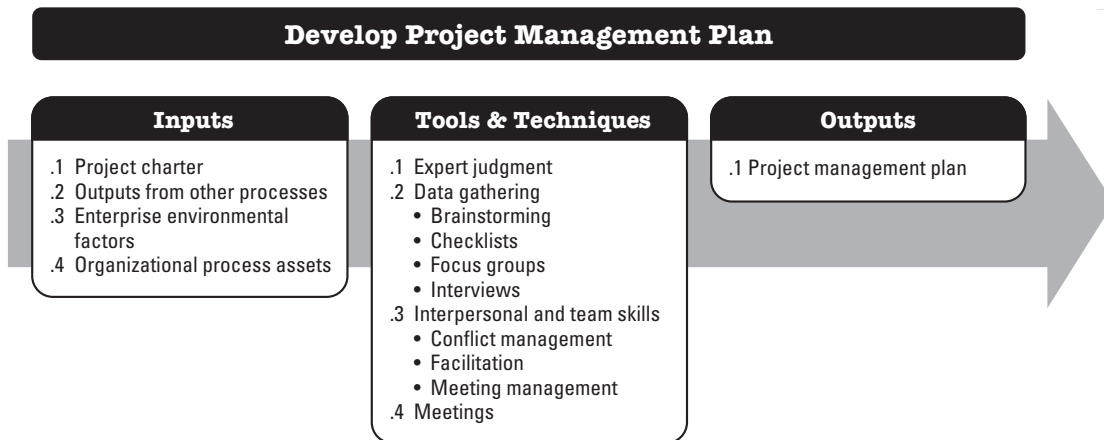 Develop Project Management Plan
Inputs
.1 Project charter
.2 Outputs from other processes
.3 Enterprise environmental
factors
.4 Organizational process assets
Tools & Techniques
.1 Expert judgment
.2 Data gathering
• Brainstorming
• Checklists
• Focus groups
• Interviews
.3 Interpersonal and team skills
• Conflict management
• Facilitation
• Meeting management
.4 Meetings
Outputs
.1 Project management plan